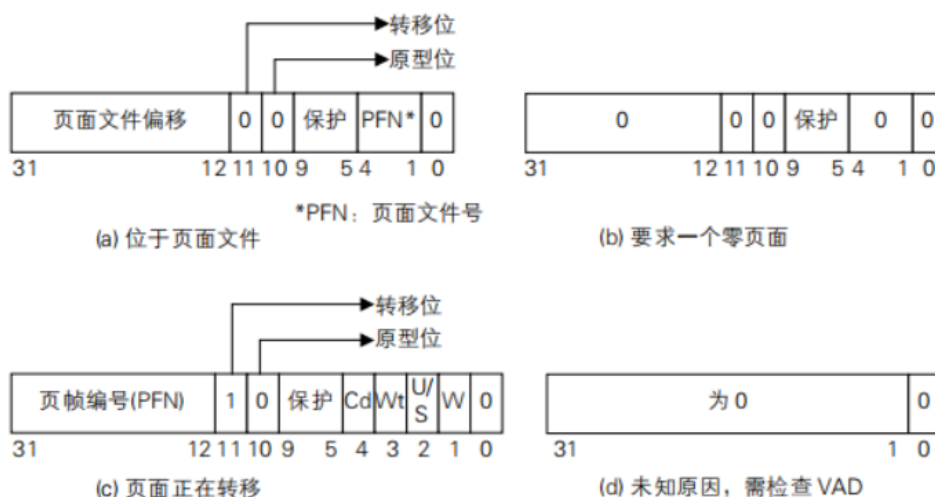 转移位
原型位
页面文件偏移 0 0 保护 PFN* 0
31 12 11 10 9 5 4 1 0
*PFN：页面文件号
(a) 位于页面文件
0 0 0 保护 0 0
31 12 11 10 9 5 4 1 0
(b) 要求一个零页面
转移位
原型位
页帧编号(PFN) 1 0 保护 Cd Wt U/S W 0
31 12 11 10 9 5 4 3 2 1 0
(c) 页面正在转移
为 0 0
31 1 0
(d) 未知原因，需检查 VAD